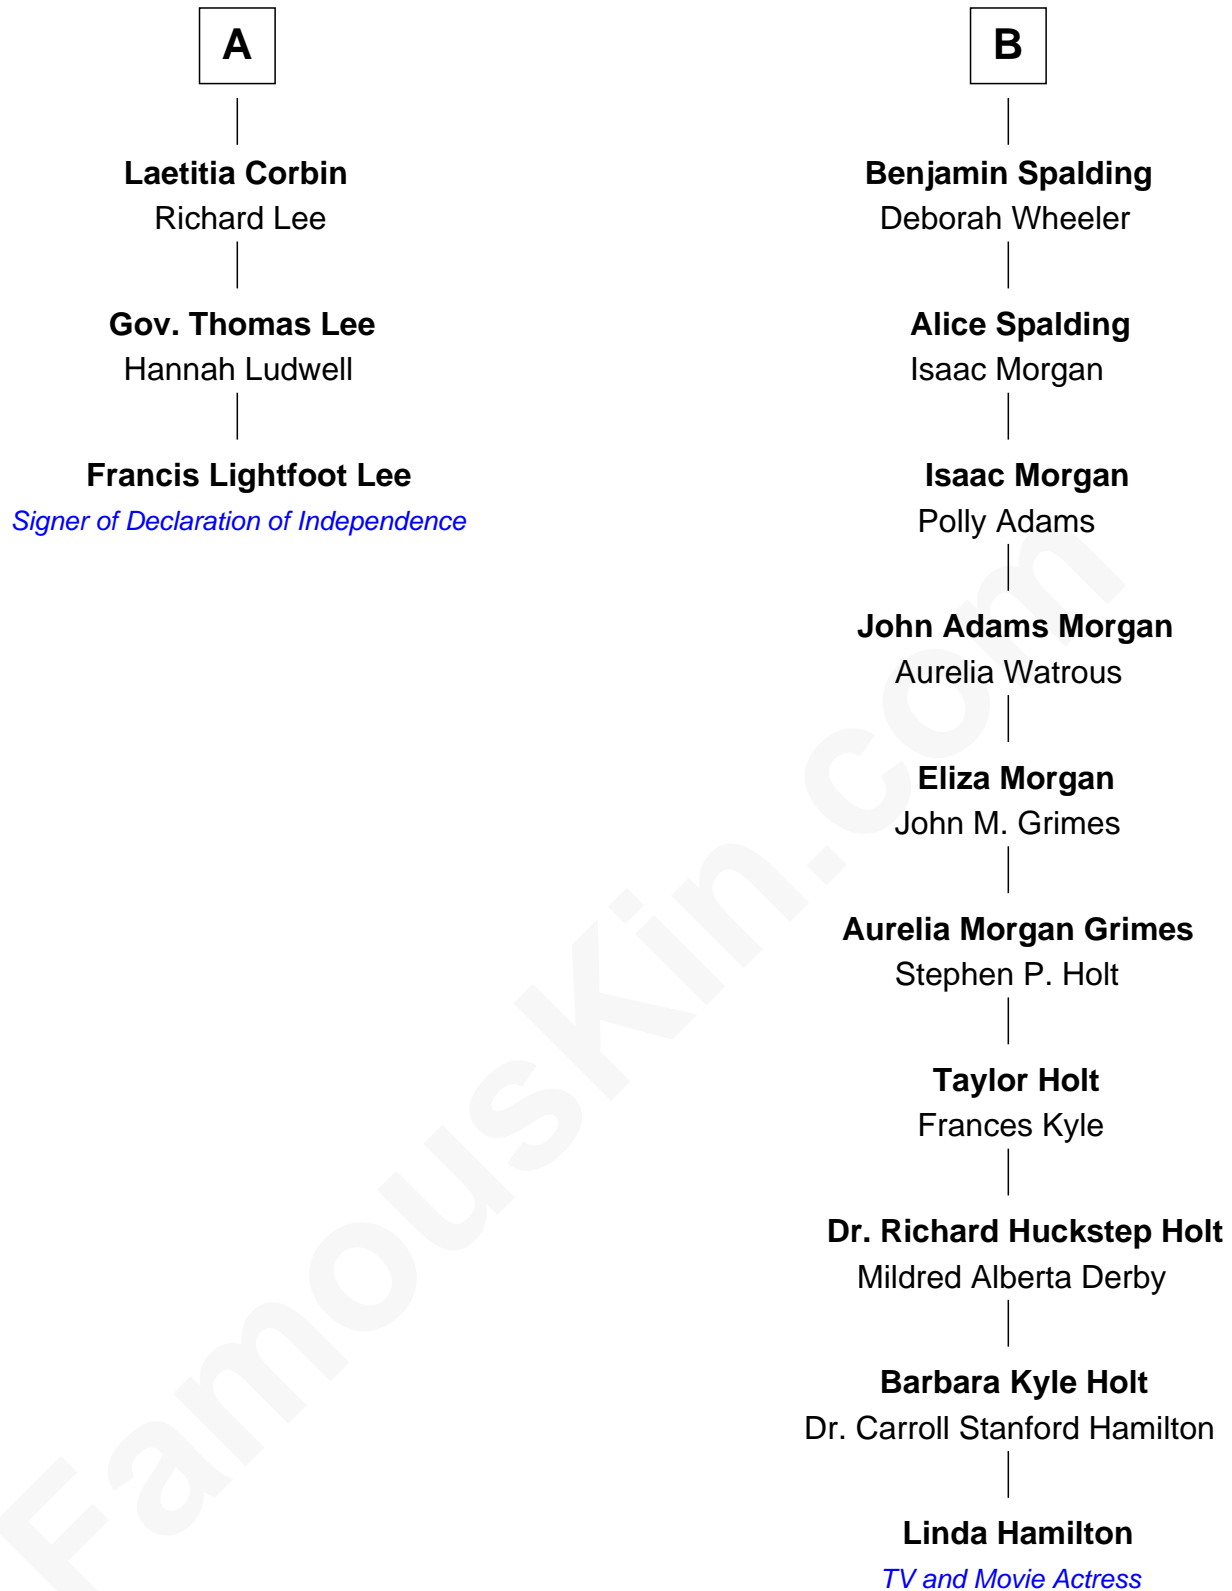 A
Laetitia Corbin
Richard Lee
Gov. Thomas Lee
Hannah Ludwell
Francis Lightfoot Lee
Signer of Declaration of Independence
B
Benjamin Spalding
Deborah Wheeler
Alice Spalding
Isaac Morgan
Isaac Morgan
Polly Adams
John Adams Morgan
Aurelia Watrous
Eliza Morgan
John M. Grimes
Aurelia Morgan Grimes
Stephen P. Holt
Taylor Holt
Frances Kyle
Dr. Richard Huckstep Holt
Mildred Alberta Derby
Barbara Kyle Holt
Dr. Carroll Stanford Hamilton
Linda Hamilton
TV and Movie Actress
FamousKin.com